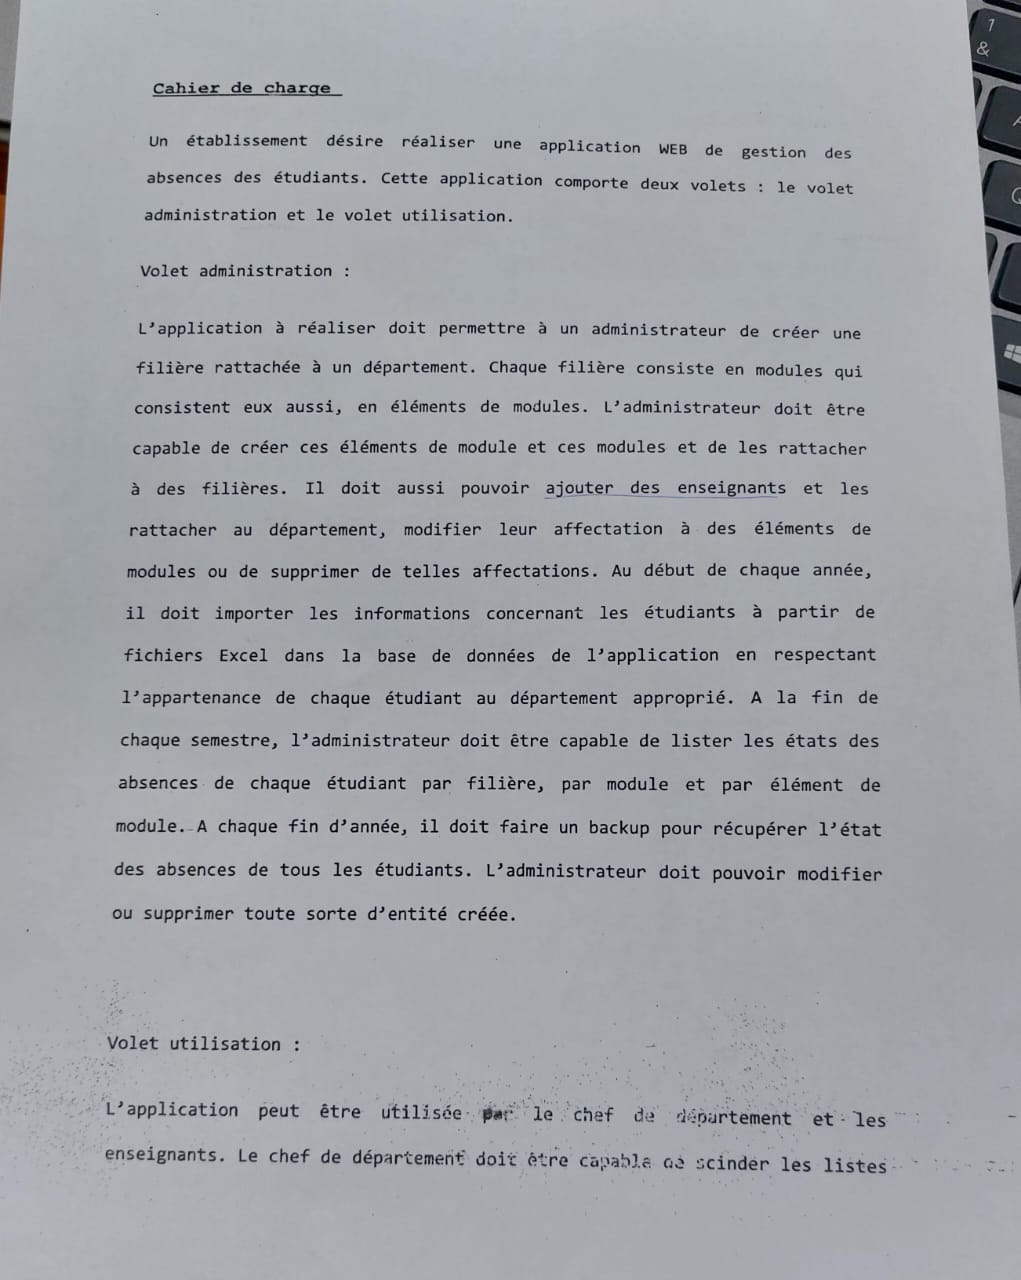 Cahier de charge
Un établissement désire réaliser une application WEB de gestion des
absences des étudiants. Cette application comporte deux volets : le volet
administration et le volet utilisation.
Volet administration :
L'application à réaliser doit permettre à un administrateur de créer une
filière rattachée à un département. Chaque filière consiste en modules qui
consistent eux aussi, en éléments de modules. L'administrateur doit être
capable de créer ces éléments de module et ces modules et de les rattacher
à des filières. Il doit aussi pouvoir ajouter des enseignants et les
rattacher au département, modifier leur affectation à des éléments de
modules ou de supprimer de telles affectations. Au début de chaque année,
il doit importer les informations concernant les étudiants à partir de
fichiers Excel dans la base de données de l'application en respectant
l'appartenance de chaque étudiant au département approprié. A la fin de
chaque semestre, l'administrateur doit être capable de lister les états des
absences de chaque étudiant par filière, par module et par élément de
module. A chaque fin d'année, il doit faire un backup pour récupérer l'état
des absences de tous les étudiants. L'administrateur doit pouvoir modifier
ou supprimer toute sorte d'entité créée.
Volet utilisation :
L'application peut être utilisée par le chef de département et les
enseignants. Le chef de département doit être capable de scinder les listes
1
&